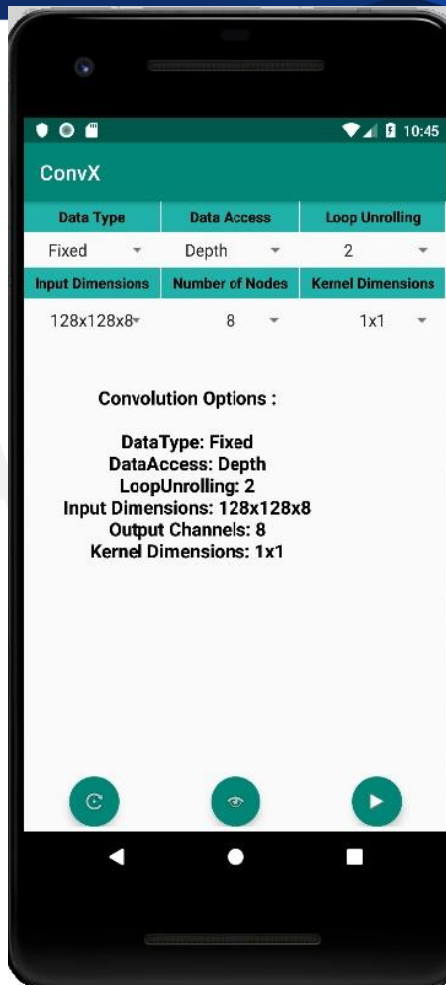 10:45
ConvX
Data Type Data Access Loop Unrolling
Fixed Depth 2
Input Dimensions Number of Nodes Kernel Dimensions
128x128x8 8 1x1
Convolution Options :
DataType: Fixed
DataAccess: Depth
LoopUnrolling: 2
Input Dimensions: 128x128x8
Output Channels: 8
Kernel Dimensions: 1x1